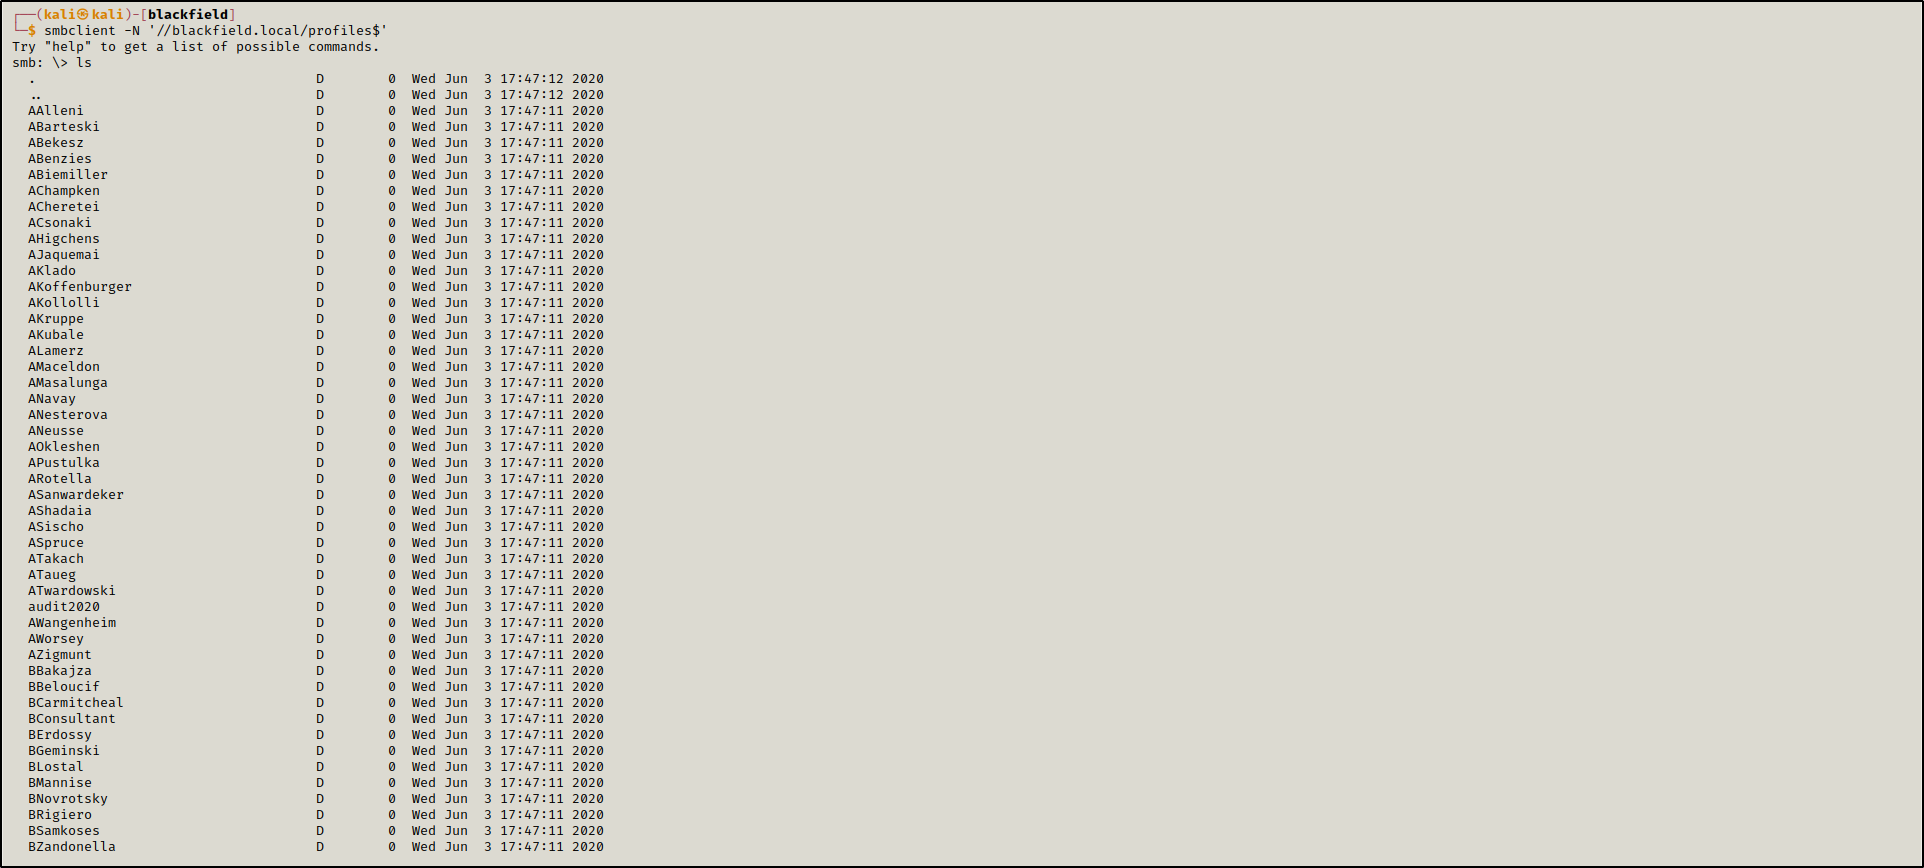 ┌──(kali㉿kali)-[blackfield]
└─$ smbclient -N '//blackfield.local/profiles$'
Try "help" to get a list of possible commands.
smb: \> ls
  .                                   D        0  Wed Jun  3 17:47:12 2020
  ..                                  D        0  Wed Jun  3 17:47:12 2020
  AAlleni                             D        0  Wed Jun  3 17:47:11 2020
  ABarteski                           D        0  Wed Jun  3 17:47:11 2020
  ABekesz                             D        0  Wed Jun  3 17:47:11 2020
  ABenzies                            D        0  Wed Jun  3 17:47:11 2020
  ABiemiller                          D        0  Wed Jun  3 17:47:11 2020
  AChampken                           D        0  Wed Jun  3 17:47:11 2020
  ACheretei                           D        0  Wed Jun  3 17:47:11 2020
  ACsonaki                            D        0  Wed Jun  3 17:47:11 2020
  AHigchens                           D        0  Wed Jun  3 17:47:11 2020
  AJaquemai                           D        0  Wed Jun  3 17:47:11 2020
  AKlado                              D        0  Wed Jun  3 17:47:11 2020
  AKoffenburger                       D        0  Wed Jun  3 17:47:11 2020
  AKollolli                           D        0  Wed Jun  3 17:47:11 2020
  AKruppe                             D        0  Wed Jun  3 17:47:11 2020
  AKubale                             D        0  Wed Jun  3 17:47:11 2020
  ALamerz                             D        0  Wed Jun  3 17:47:11 2020
  AMaceldon                           D        0  Wed Jun  3 17:47:11 2020
  AMasalunga                          D        0  Wed Jun  3 17:47:11 2020
  ANavay                              D        0  Wed Jun  3 17:47:11 2020
  ANesterova                          D        0  Wed Jun  3 17:47:11 2020
  ANeusse                             D        0  Wed Jun  3 17:47:11 2020
  AOkleshen                           D        0  Wed Jun  3 17:47:11 2020
  APustulka                           D        0  Wed Jun  3 17:47:11 2020
  ARotella                            D        0  Wed Jun  3 17:47:11 2020
  ASanwardeker                        D        0  Wed Jun  3 17:47:11 2020
  AShadaia                            D        0  Wed Jun  3 17:47:11 2020
  ASischo                             D        0  Wed Jun  3 17:47:11 2020
  ASpruce                             D        0  Wed Jun  3 17:47:11 2020
  ATakach                             D        0  Wed Jun  3 17:47:11 2020
  ATaueg                              D        0  Wed Jun  3 17:47:11 2020
  ATwardowski                         D        0  Wed Jun  3 17:47:11 2020
  audit2020                           D        0  Wed Jun  3 17:47:11 2020
  AWangenheim                         D        0  Wed Jun  3 17:47:11 2020
  AWorsey                             D        0  Wed Jun  3 17:47:11 2020
  AZigmunt                            D        0  Wed Jun  3 17:47:11 2020
  BBakajza                            D        0  Wed Jun  3 17:47:11 2020
  BBeloucif                           D        0  Wed Jun  3 17:47:11 2020
  BCarmitcheal                        D        0  Wed Jun  3 17:47:11 2020
  BConsultant                         D        0  Wed Jun  3 17:47:11 2020
  BErdossy                            D        0  Wed Jun  3 17:47:11 2020
  BGeminski                           D        0  Wed Jun  3 17:47:11 2020
  BLostal                             D        0  Wed Jun  3 17:47:11 2020
  BMannise                            D        0  Wed Jun  3 17:47:11 2020
  BNovrotsky                          D        0  Wed Jun  3 17:47:11 2020
  BRigiero                            D        0  Wed Jun  3 17:47:11 2020
  BSamkoses                           D        0  Wed Jun  3 17:47:11 2020
  BZandonella                         D        0  Wed Jun  3 17:47:11 2020